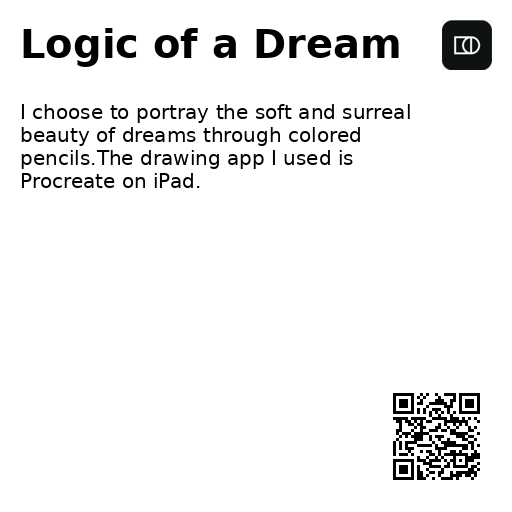 Logic of a Dream
I choose to portray the soft and surreal
beauty of dreams through colored
pencils.The drawing app I used is
Procreate on iPad.